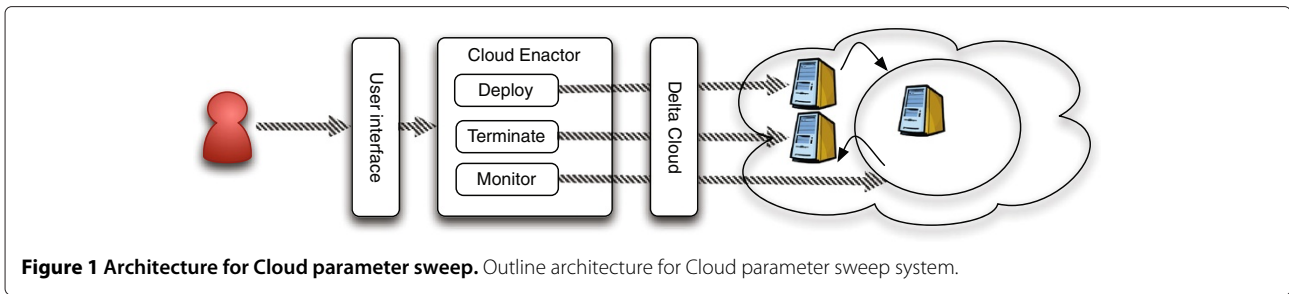 User interface
Cloud Enactor
Deploy
Terminate
Monitor
Delta Cloud
Figure 1 Architecture for Cloud parameter sweep. Outline architecture for Cloud parameter sweep system.